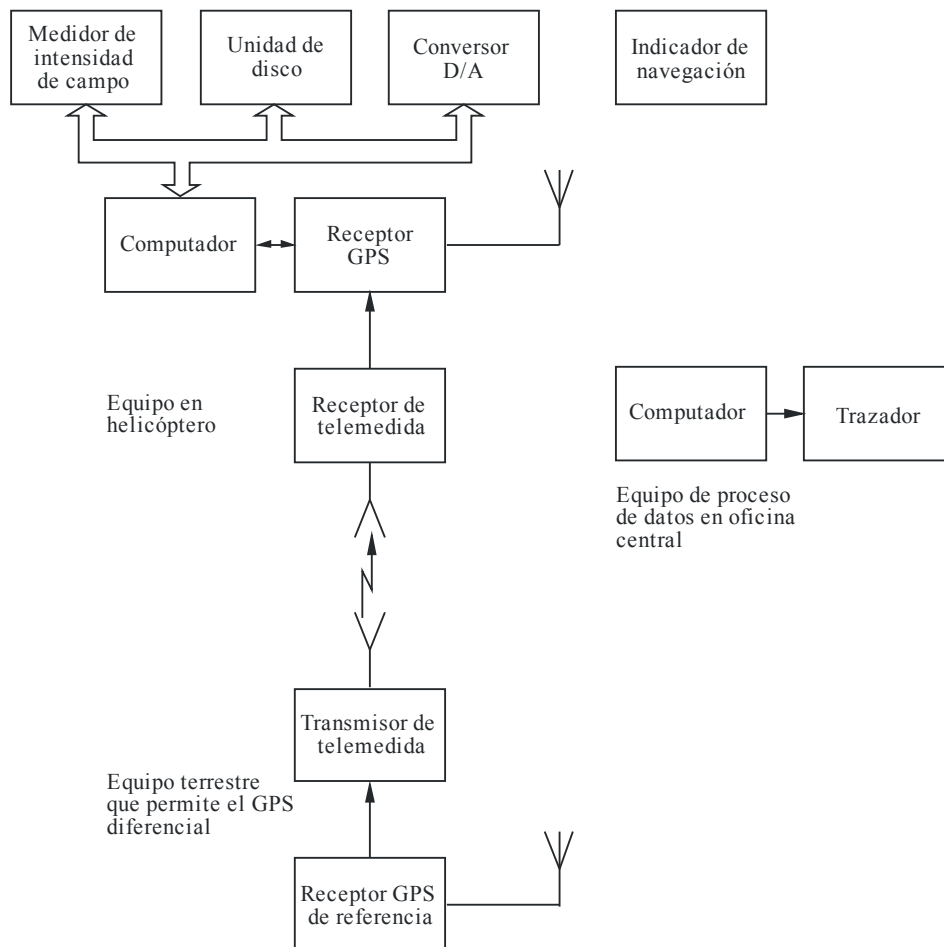 Medidor de
intensidad
de campo
Unidad de
disco
Conversor
D/A
Indicador de
navegación
Computador
Receptor
GPS
Equipo en
helicóptero
Receptor de
telemedida
Computador
Trazador
Equipo de proceso
de datos en oficina
central
Transmisor de
telemedida
Equipo terrestre
que permite el GPS
diferencial
Receptor GPS
de referencia